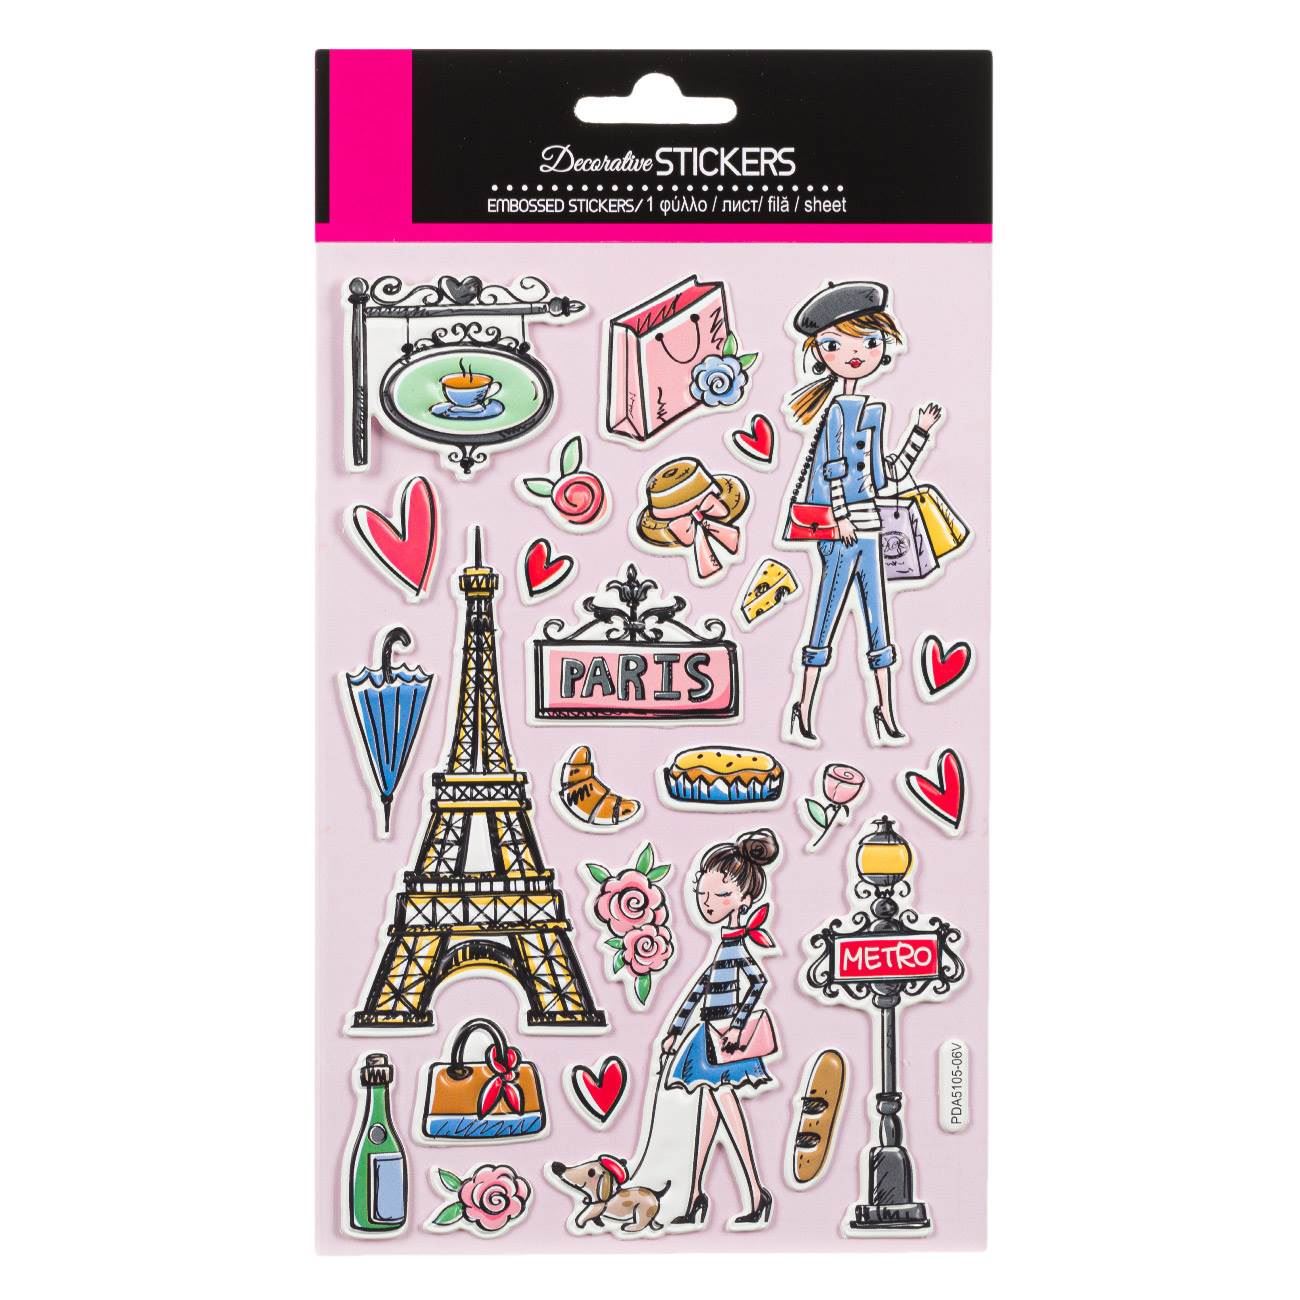 Decorative STICKERS
EMBOSSED STICKERS/ 1 φύλλο / лист/ filă / sheet
PARIS
METRO
PDA5105-06V